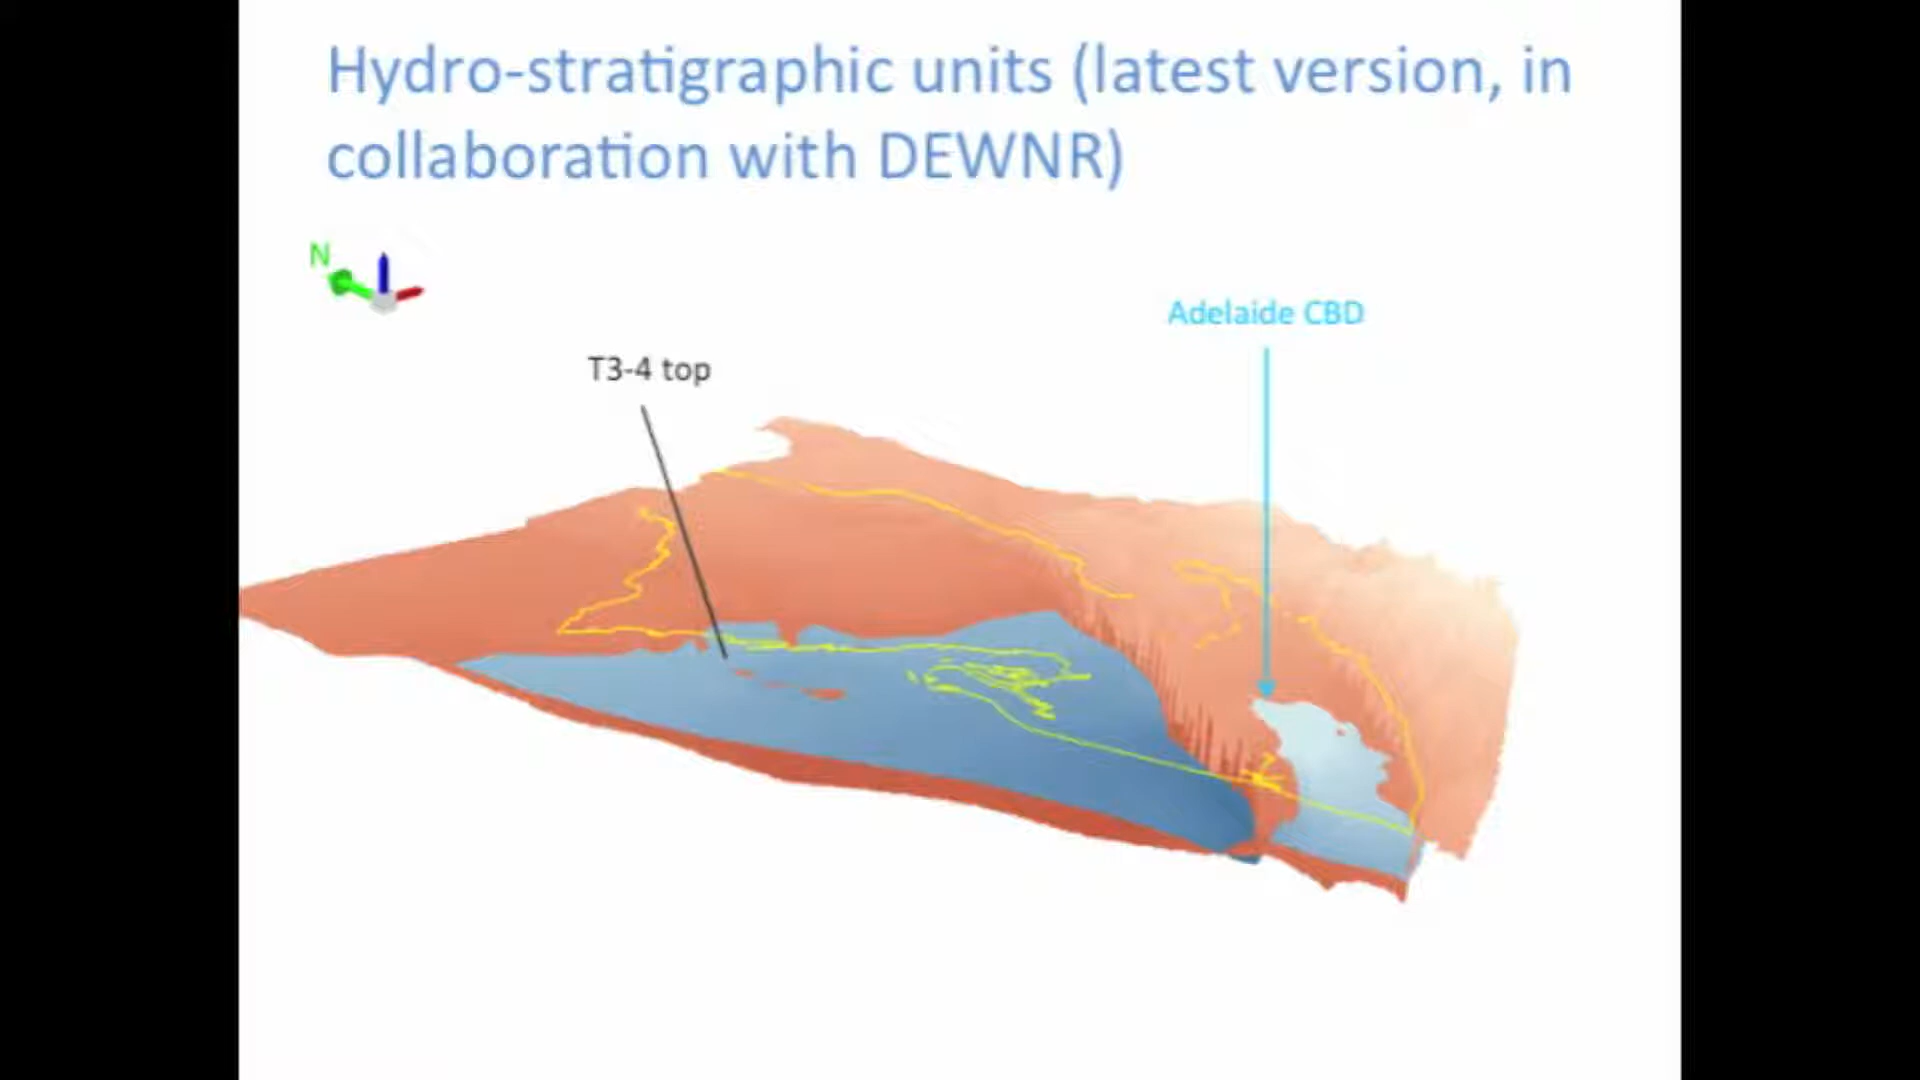 Hydro-stratigraphic units (latest version, in
collaboration with DEWNR)
N
Adelaide CBD
T3-4 top